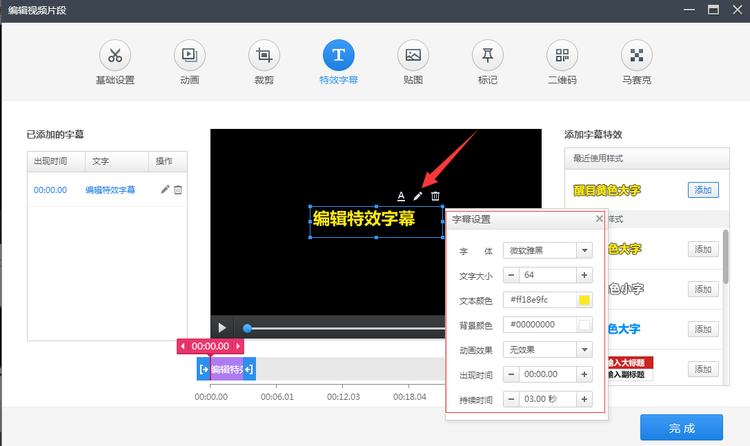 编辑视频片段
基础设置 动画 裁剪 特效字幕 贴图 标记 二维码 马赛克
已添加的字幕
出现时间 文字 操作
00:00.00 编辑特效字幕
编辑特效字幕
添加字幕特效
最近使用样式
醒目黄色大字 添加
样式
色大字 添加
色小字 添加
色大字 添加
输入大标题
输入副标题 添加
字幕设置
字 体 微软雅黑
文字大小 64
文本颜色 #ff18e9fc
背景颜色 #00000000
动画效果 无效果
出现时间 00:00.00
持续时间 03.00 秒
00:00.00
编辑特效
00:00.00 00:06.01 00:12.03 00:18.04
完成